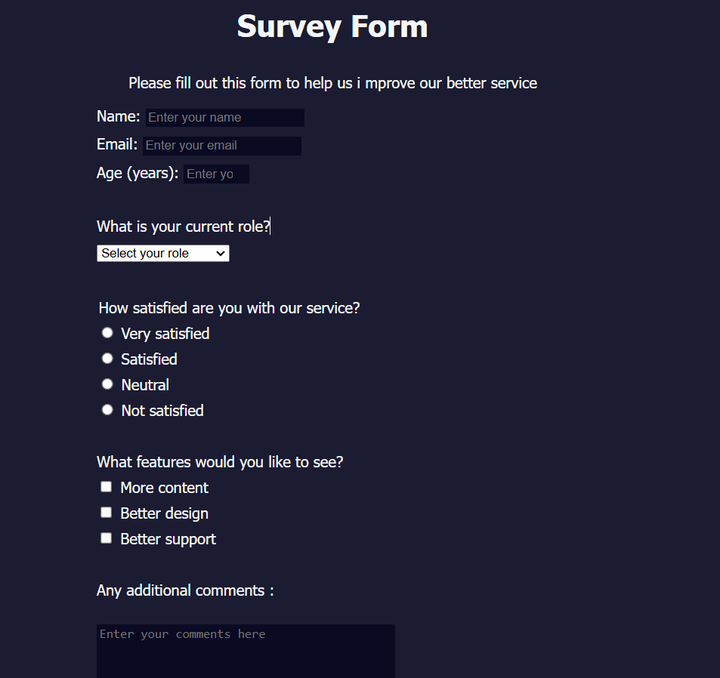 Survey Form
Please fill out this form to help us i mprove our better service
Name: Enter your name
Email: Enter your email
Age (years): Enter yo
What is your current role?
Select your role
How satisfied are you with our service?
Very satisfied
Satisfied
Neutral
Not satisfied
What features would you like to see?
More content
Better design
Better support
Any additional comments :
Enter your comments here